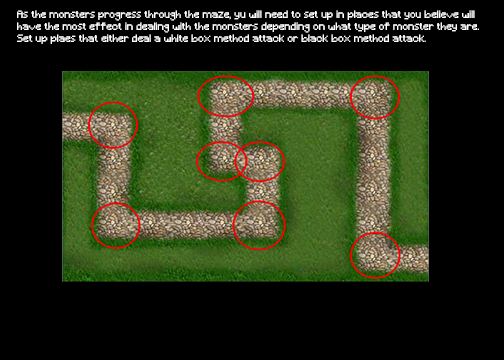 As the monsters progress through the maze, yu will need to set up in places that you believe will
have the most effect in dealing with the monsters depending on what type of monster they are.
Set up plaes that either deal a white box method attack or black box method attack.